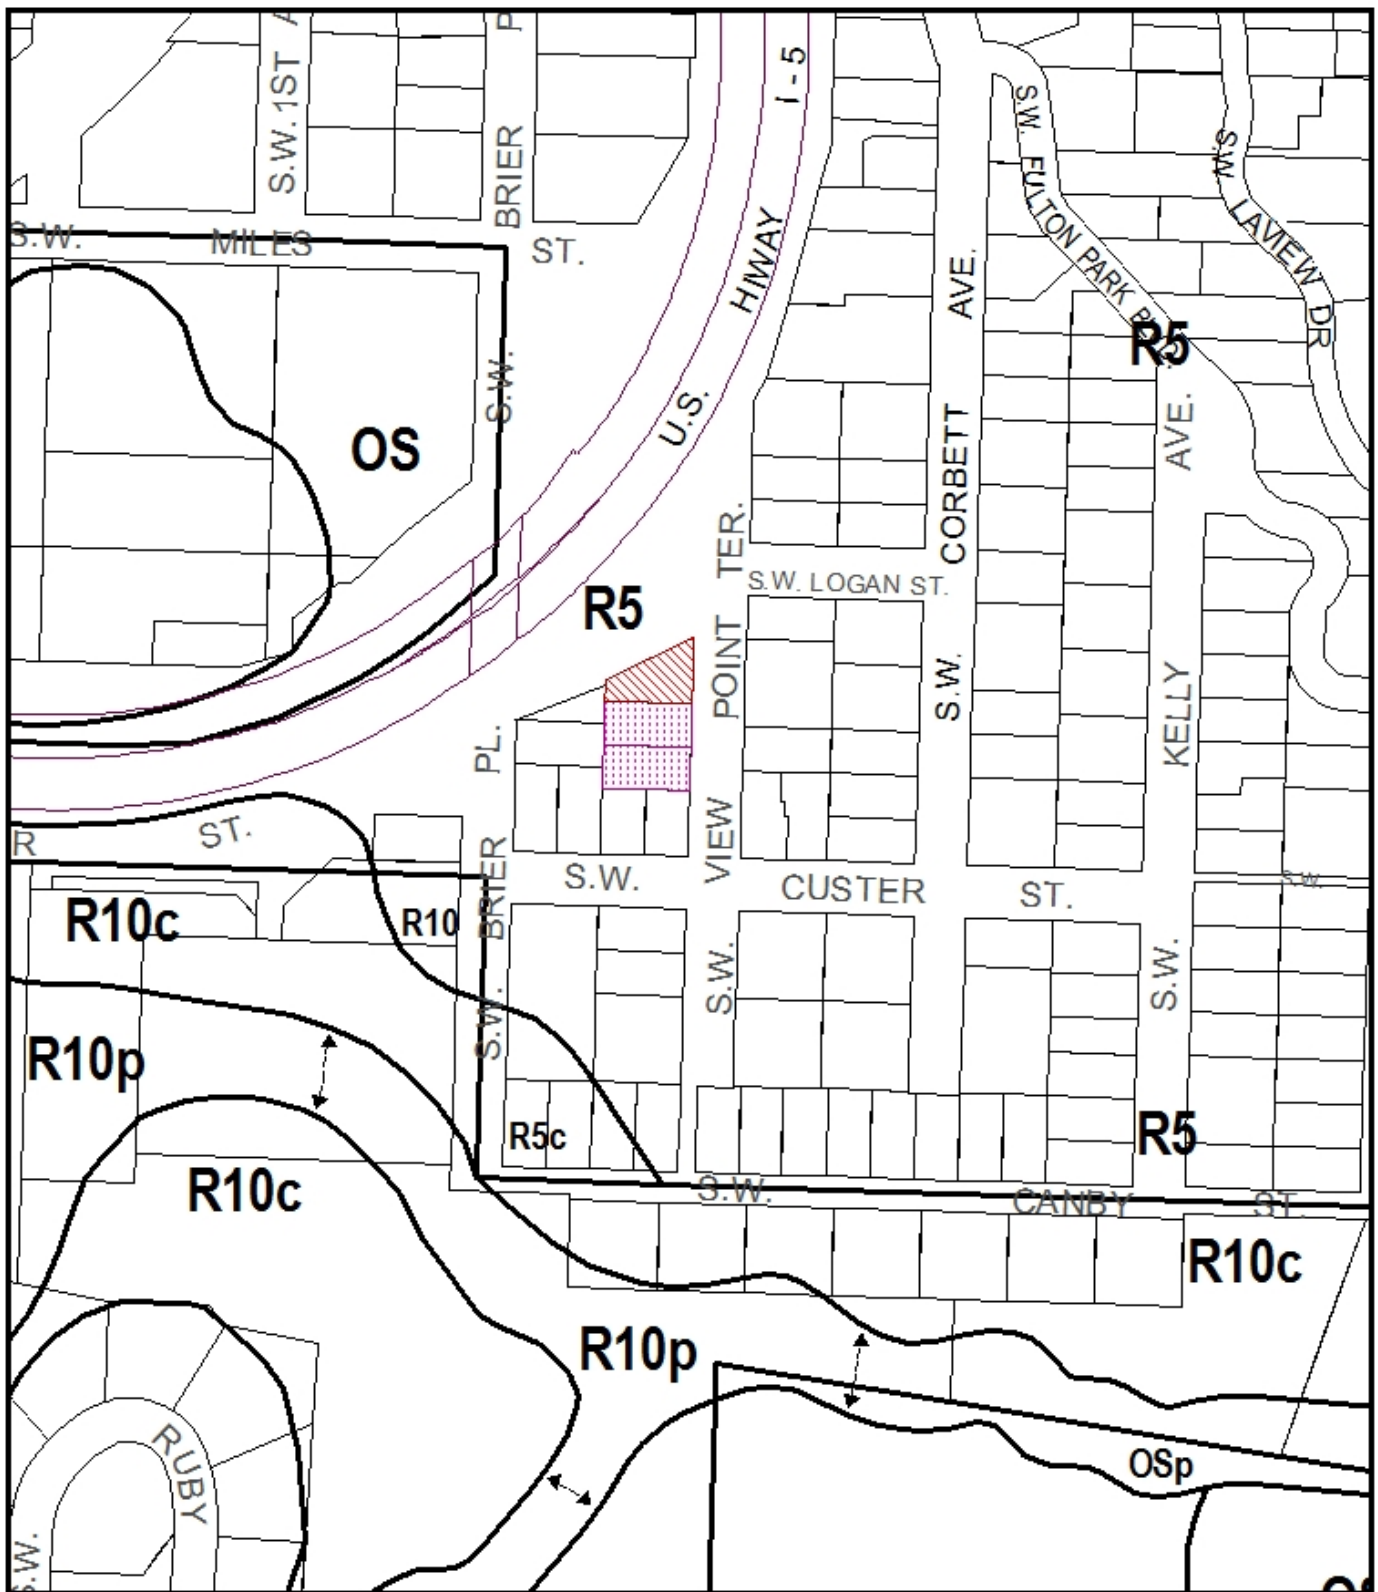 S.W. 1ST A
BRIER P
I - 5
S.W. FULTON PARK BLVD.
S.W. LAVIEW DR
S.W. MILES ST.
U.S. HIWAY
AVE.
R5
S.W.
OS
AVE.
CORBETT
VIEW POINT TER.
S.W. LOGAN ST.
R5
S.W.
KELLY
PL.
R ST.
S.W. CUSTER ST. S.W.
BRIER
R10c
R10
S.W.
S.W.
S.W.
R10p
R5c
R5
R10c
S.W. CANBY ST.
R10c
R10p
RUBY
OSp
S.W.